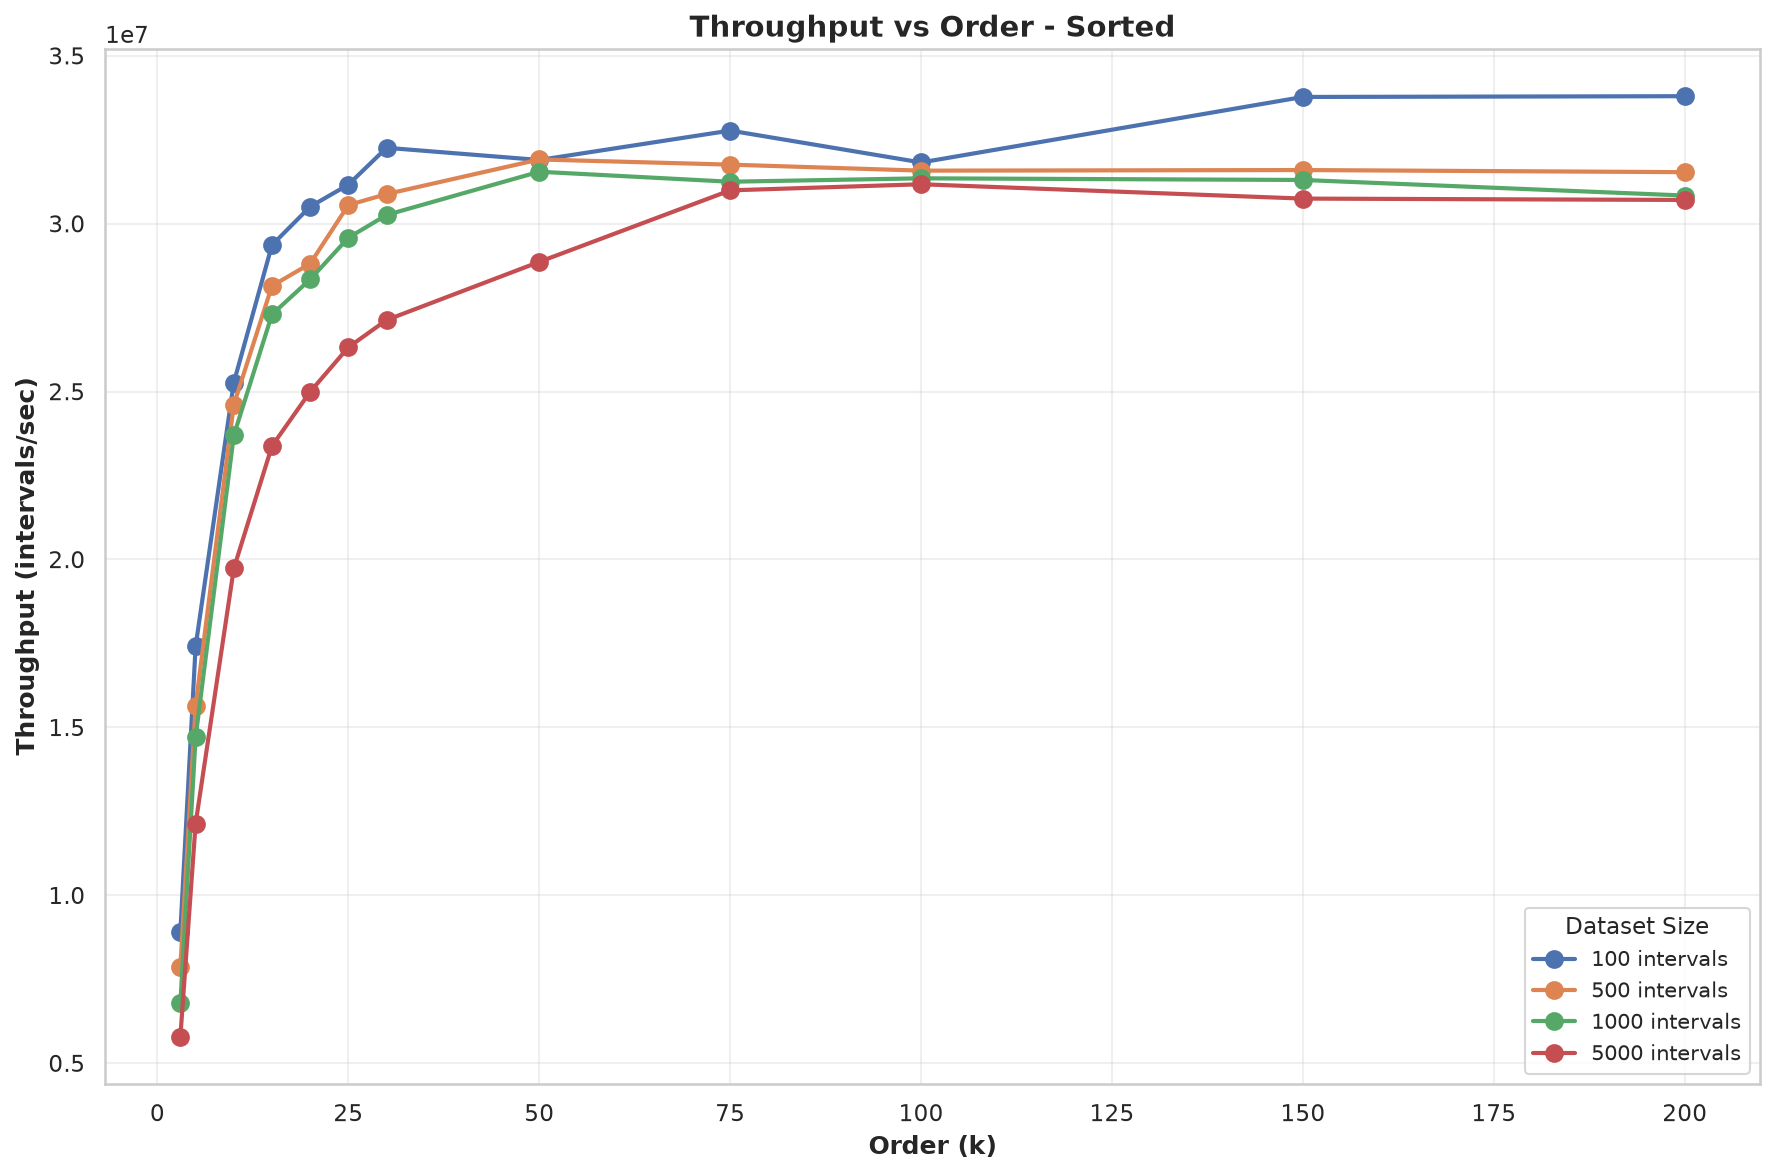 Throughput vs Order - Sorted
1e7
3.5
3.0
2.5
2.0
1.5
1.0
0.5
Throughput (intervals/sec)
0 25 50 75 100 125 150 175 200
Order (k)
Dataset Size
100 intervals
500 intervals
1000 intervals
5000 intervals